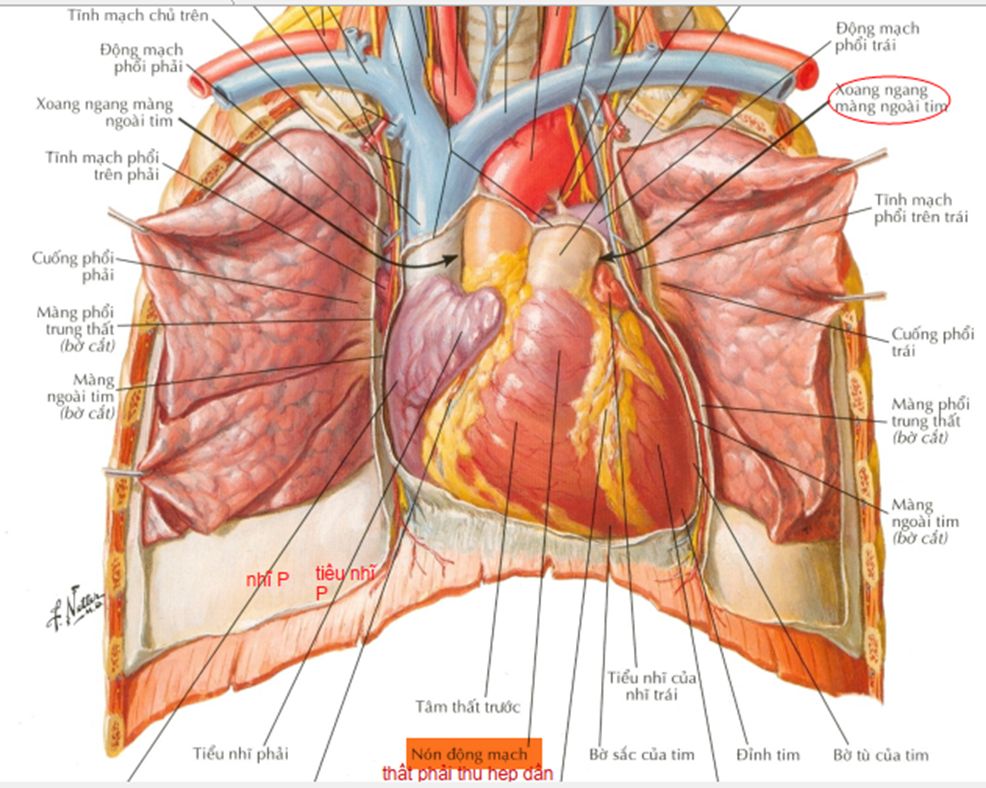 Tĩnh mạch chủ trên
Động mạch
phổi phải
Xoang ngang màng
ngoài tim
Tĩnh mạch phổi
trên phải
Cuống phổi
phải
Màng phổi
trung thất
(bờ cắt)
Màng
ngoài tim
(bờ cắt)
Động mạch
phổi trái
Xoang ngang
màng ngoài tim
Tĩnh mạch
phổi trên trái
Cuống phổi
trái
Màng phổi
trung thất
(bờ cắt)
Màng
ngoài tim
(bờ cắt)
nhĩ P
tiêu nhĩ
P
F. Netter
M.D.
Tâm thất trước
Tiểu nhĩ của
nhĩ trái
Tiểu nhĩ phải
Nón động mạch
Bờ sắc của tim
Đỉnh tim
Bờ tù của tim
thât phải thu hẹp dần